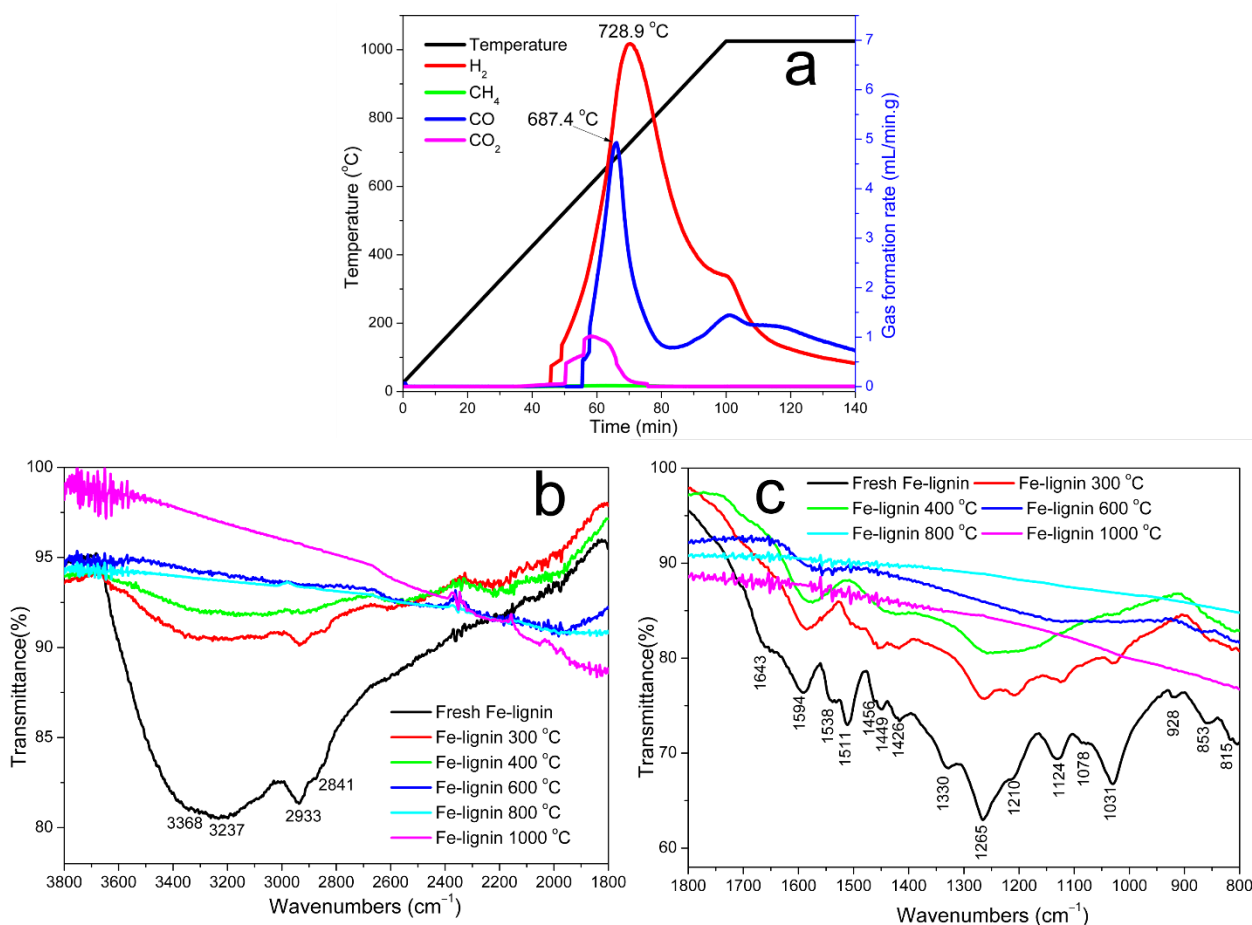 728.9 °C
a
Temperature
H₂
CH₄
CO
CO₂
687.4 °C
1000
800
600
400
200
0
Temperature (°C)
7
6
5
4
3
2
1
0
Gas formation rate (mL/min.g)
0 20 40 60 80 100 120 140
Time (min)
b
100
95
90
85
80
Transmittance(%)
3368
3237
2933
2841
Fresh Fe-lignin
Fe-lignin 300 °C
Fe-lignin 400 °C
Fe-lignin 600 °C
Fe-lignin 800 °C
Fe-lignin 1000 °C
3800 3600 3400 3200 3000 2800 2600 2400 2200 2000 1800
Wavenumbers (cm⁻¹)
c
Fresh Fe-lignin Fe-lignin 300 °C
Fe-lignin 400 °C Fe-lignin 600 °C
Fe-lignin 800 °C Fe-lignin 1000 °C
100
90
80
70
60
Transmittance(%)
1643
1594
1538
1511
1456
1449
1426
1330
1265
1210
1124
1078
1031
928
853
815
1800 1700 1600 1500 1400 1300 1200 1100 1000 900 800
Wavenumbers (cm⁻¹)